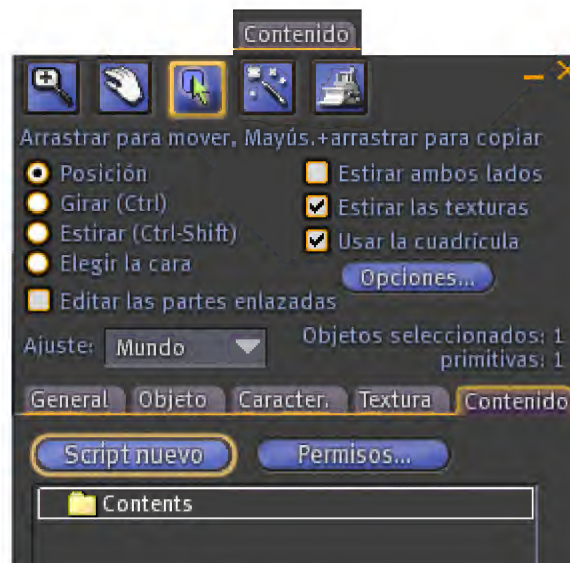 Contenido
Arrastrar para mover, Mayús.+arrastrar para copiar
Posición
Estirar ambos lados
Girar (Ctrl)
Estirar las texturas
Estirar (Ctrl-Shift)
Usar la cuadrícula
Elegir la cara
Opciones...
Editar las partes enlazadas
Ajuste: Mundo
Objetos seleccionados: 1
primitivas: 1
General Objeto Caracter. Textura Contenido
Script nuevo Permisos...
Contents